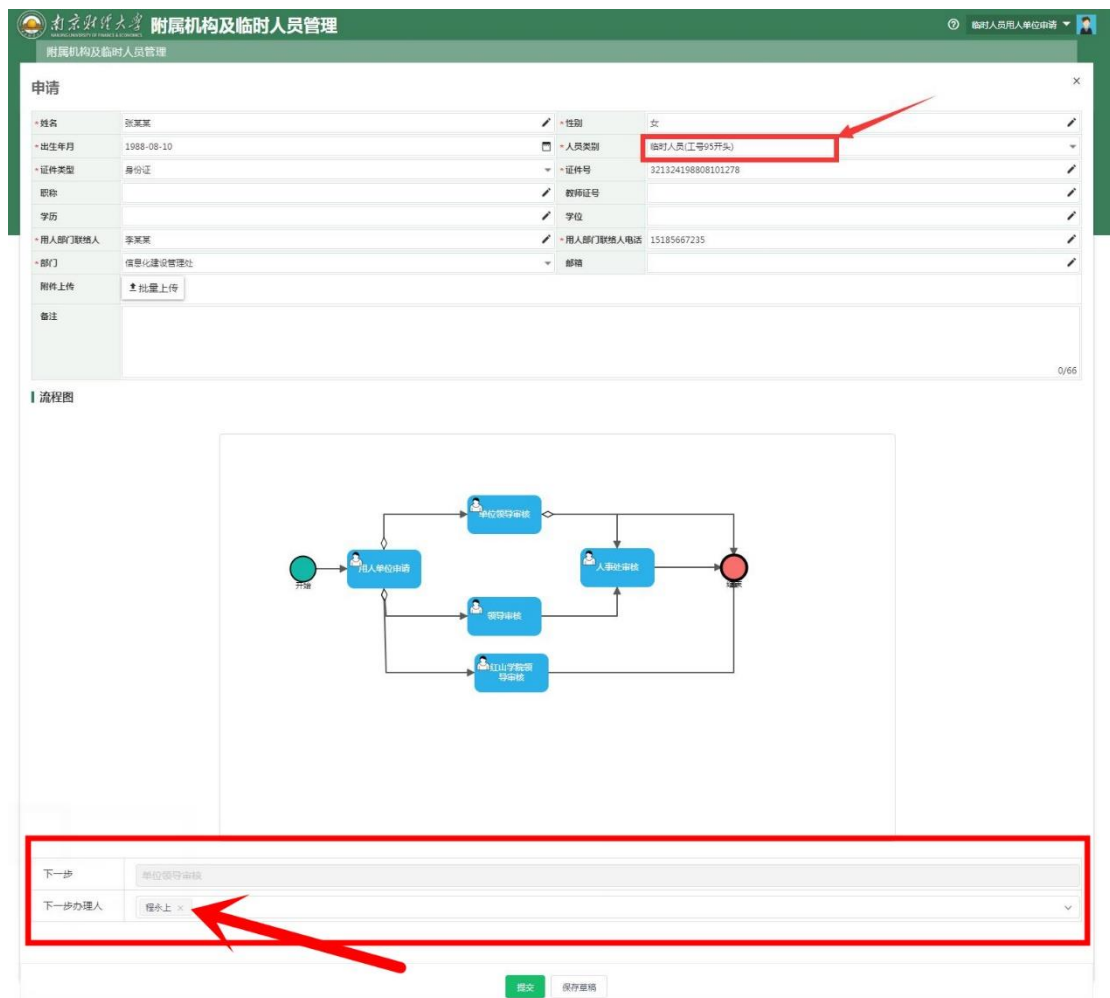 南京财经大学 附属机构及临时人员管理
NANJING UNIVERSITY OF FINANCE & ECONOMICS
临时人员用人单位申请
附属机构及临时人员管理
申请
*姓名 张某某 *性别 女
*出生年月 1988-08-10 *人员类别 临时人员(工号95开头)
*证件类型 身份证 *证件号 321324198808101278
职称 教师证号
学历 学位
*用人部门联络人 李某某 *用人部门联络人电话 15185667235
*部门 信息化建设管理处 邮箱
附件上传 批量上传
备注
0/66
流程图
单位领导审核
开始 用人单位申请 人事处审核 结束
领导审核
红山学院领
导审核
下一步 单位领导审核
下一步办理人 程永上 ×
提交 保存草稿